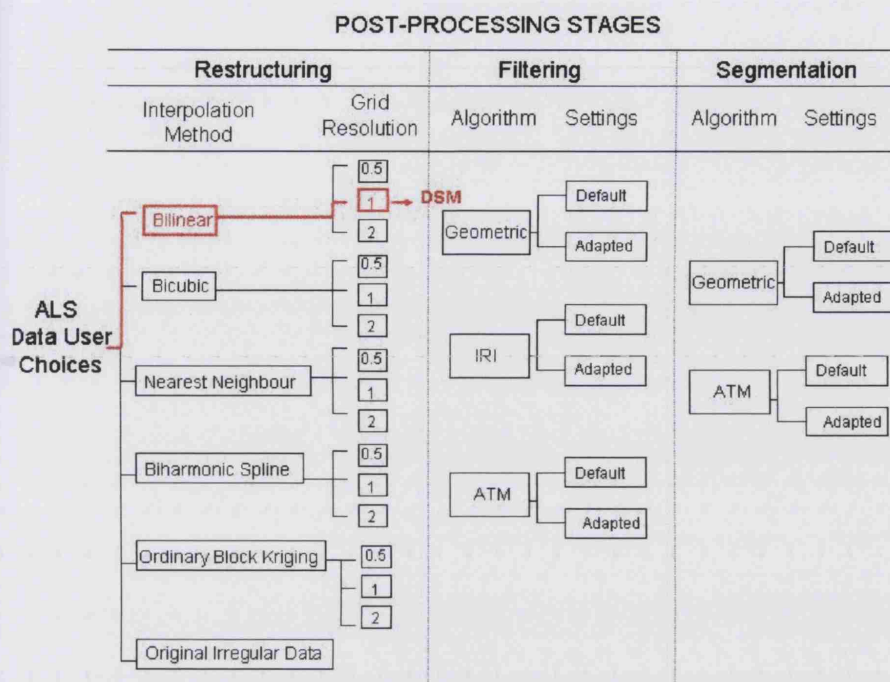 POST-PROCESSING STAGES
Restructuring
Filtering
Segmentation
Interpolation
Method
Grid
Resolution
Algorithm
Settings
Algorithm
Settings
ALS
Data User
Choices
Bilinear
0.5
1
2
DSM
Bicubic
0.5
1
2
Nearest Neighbour
0.5
1
2
Biharmonic Spline
0.5
1
2
Ordinary Block Kriging
0.5
1
2
Original Irregular Data
Geometric
Default
Adapted
IRI
Default
Adapted
ATM
Default
Adapted
Geometric
Default
Adapted
ATM
Default
Adapted